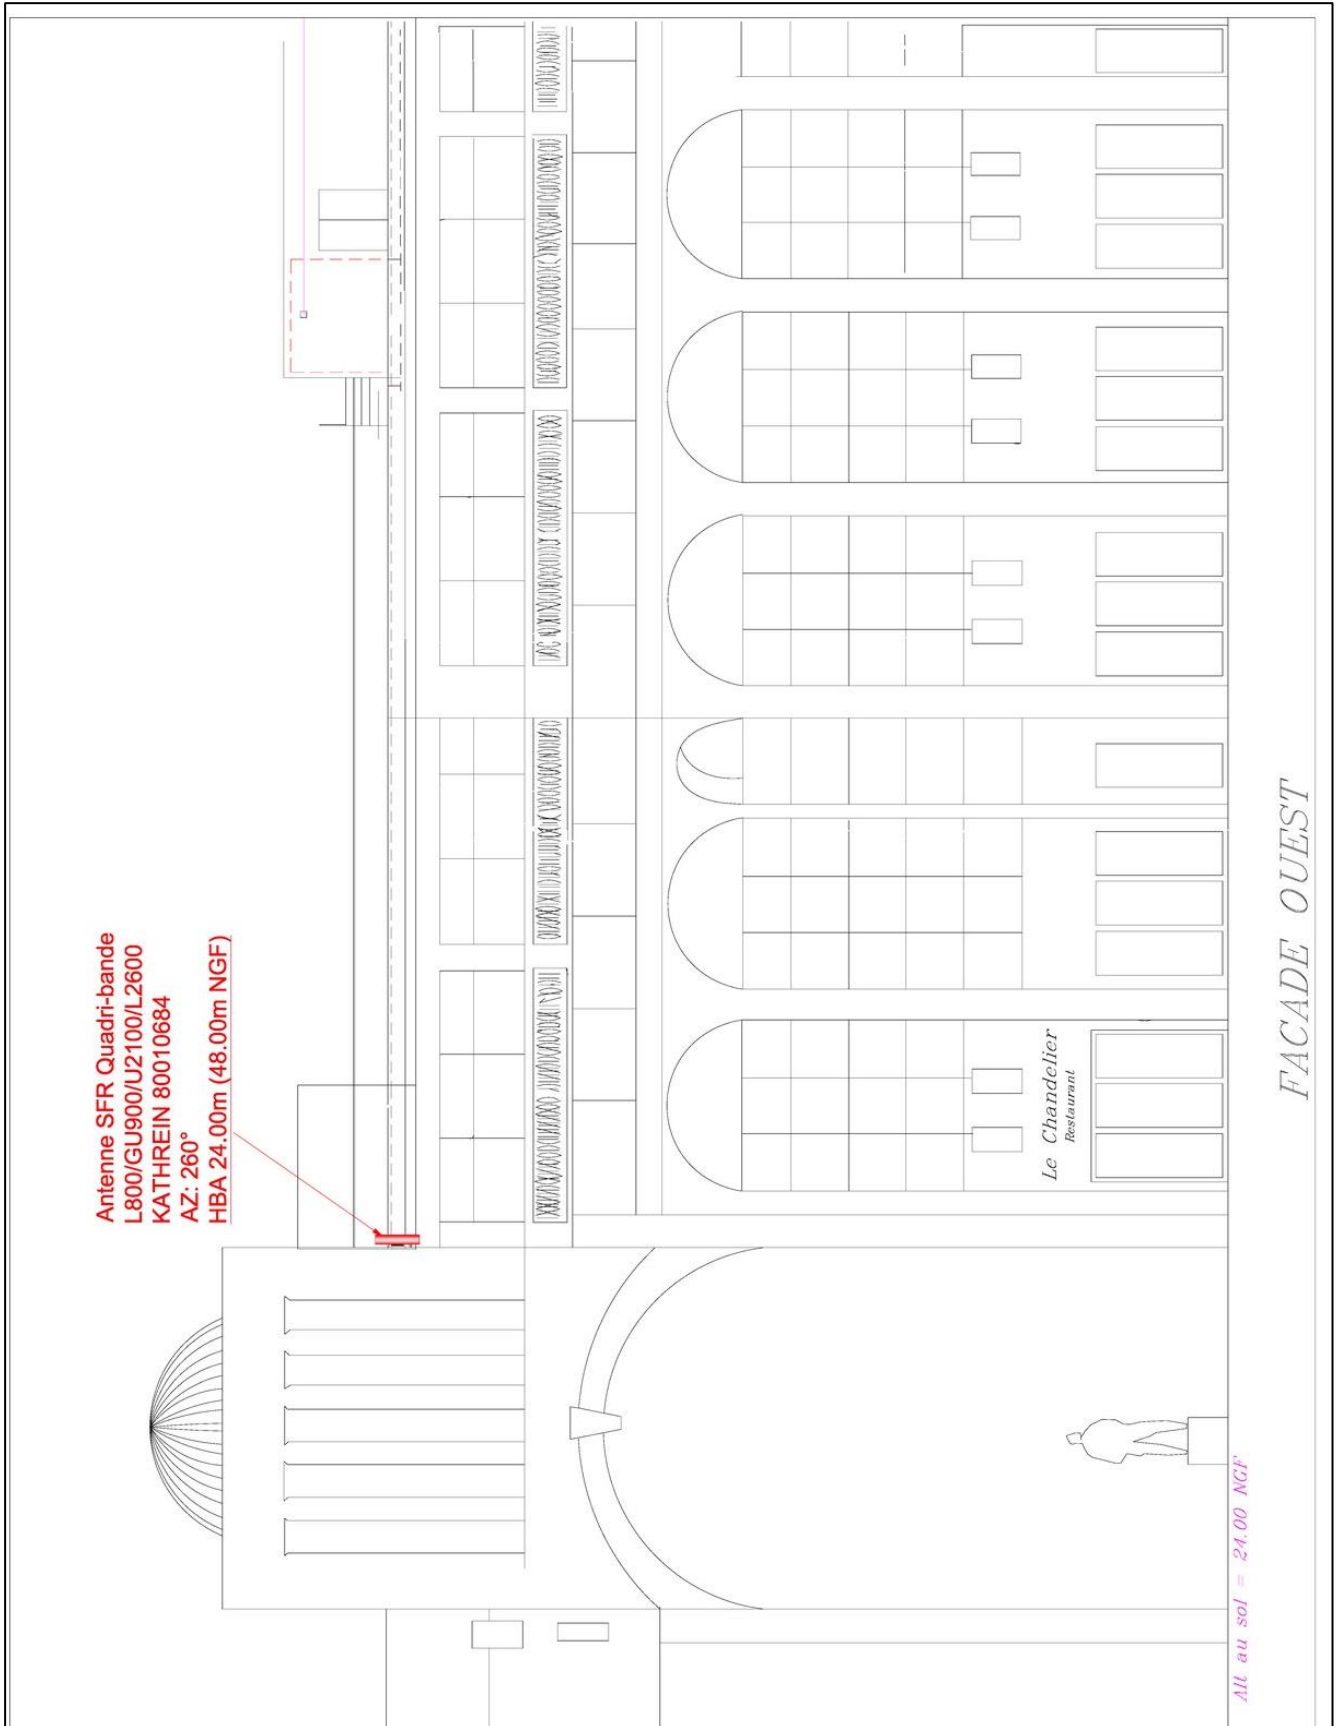 Antenne SFR Quadri-bande
L800/GU900/U2100/L2600
KATHREIN 80010684
AZ: 260°
HBA 24.00m (48.00m NGF)
Le Chandelier
Restaurant
Alt au sol = 24.00 NGF
FACADE OUEST